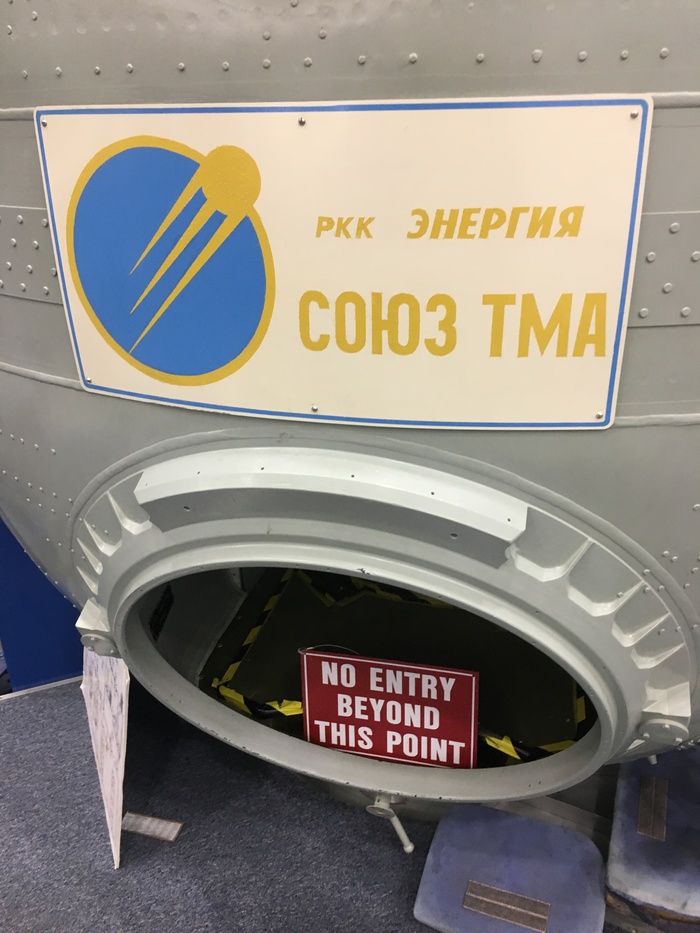 РКК ЭНЕРГИЯ
СОЮЗ ТМА
NO ENTRY
BEYOND
THIS POINT